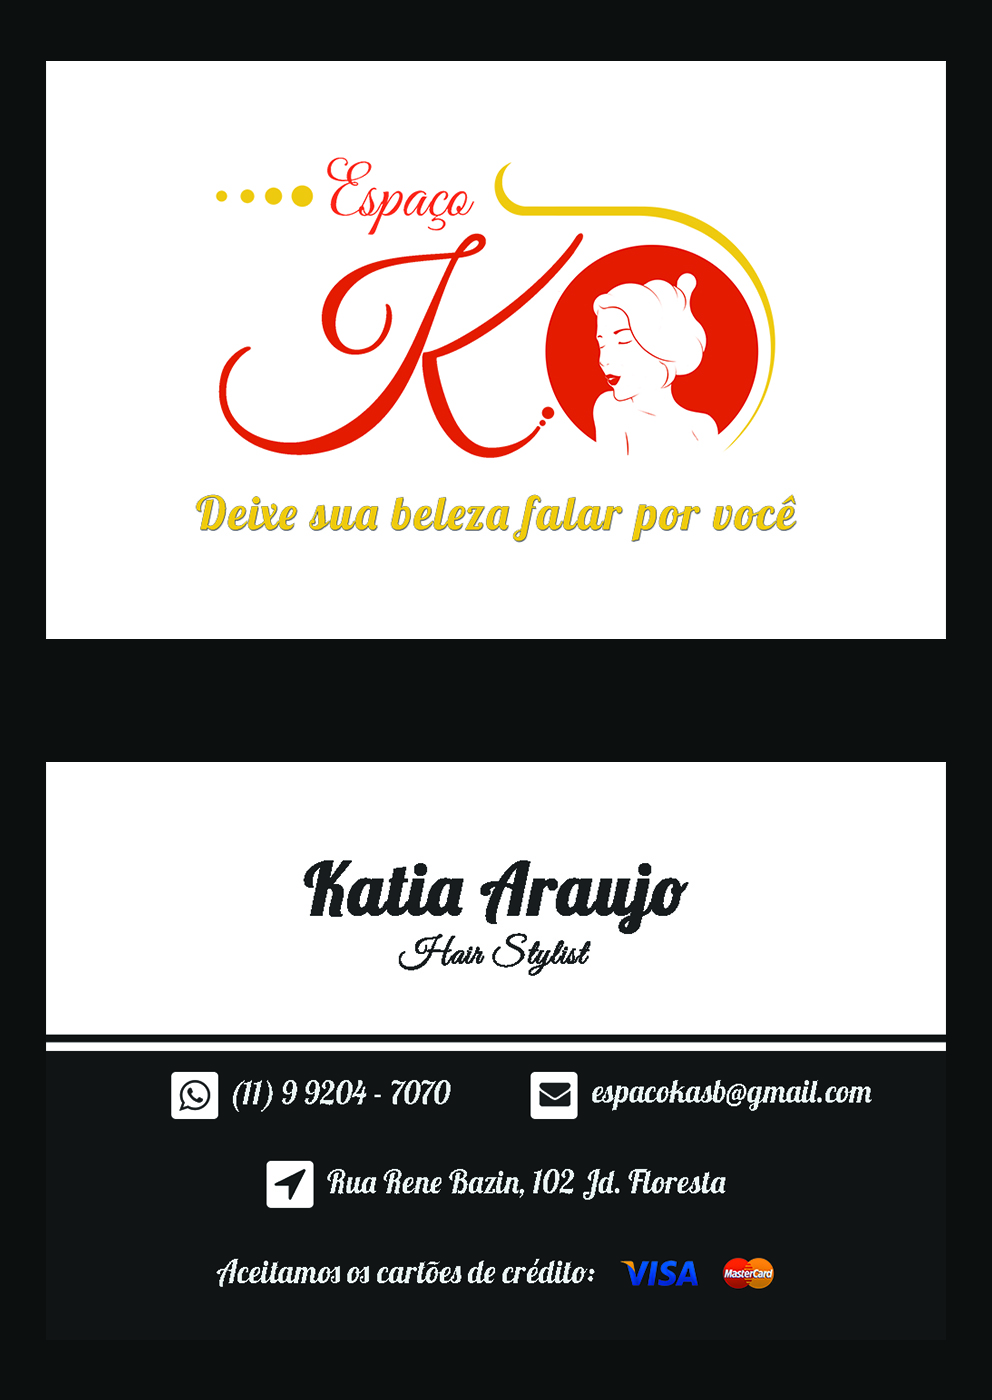 Espaço
K
Deixe sua beleza falar por você
Katia Araujo
Hair Stylist
(11) 9 9204 - 7070
espacokasb@gmail.com
Rua Rene Bazin, 102 Jd. Floresta
Aceitamos os cartões de crédito: VISA MasterCard